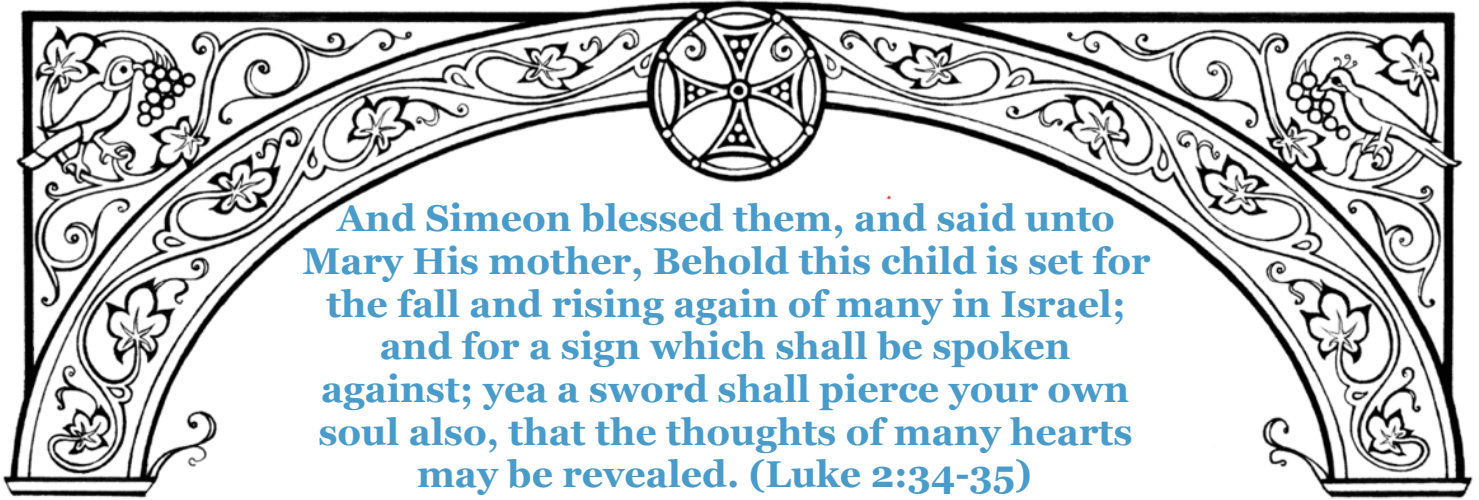 And Simeon blessed them, and said unto
Mary His mother, Behold this child is set for
the fall and rising again of many in Israel;
and for a sign which shall be spoken
against; yea a sword shall pierce your own
soul also, that the thoughts of many hearts
may be revealed. (Luke 2:34-35)